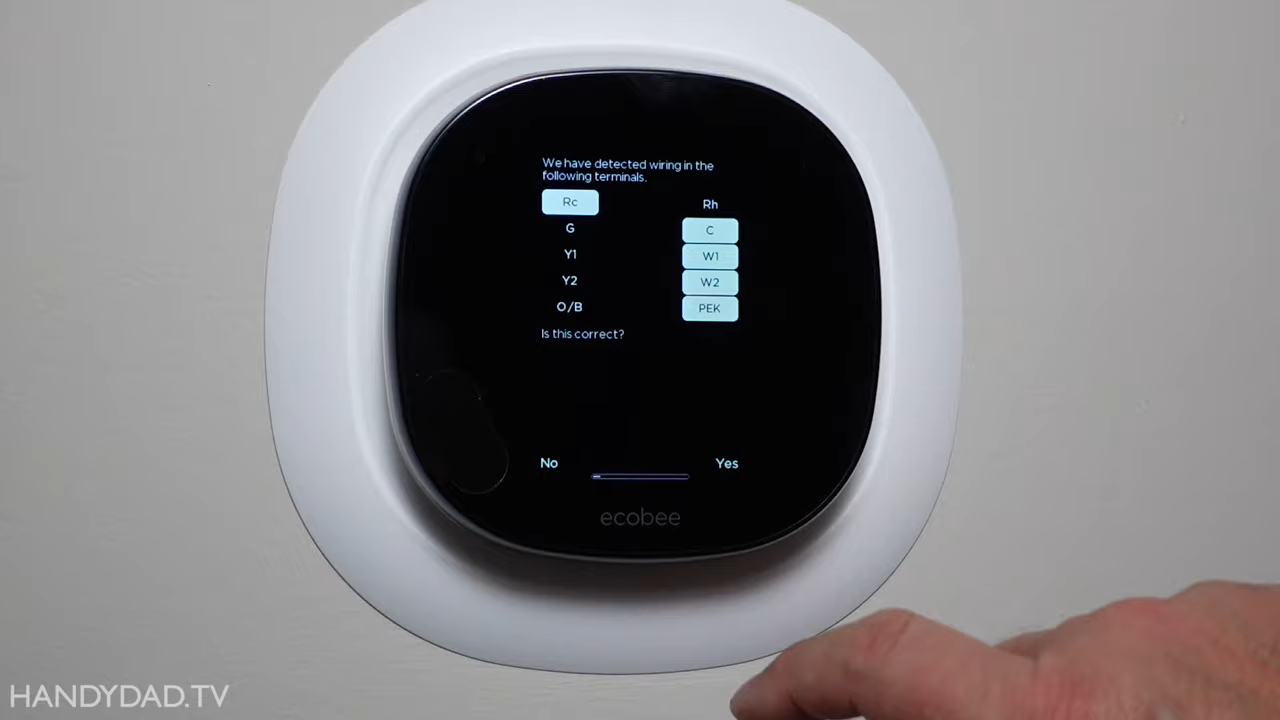 We have detected wiring in the
following terminals.
Rc
Rh
G
C
Y1
W1
Y2
W2
O/B
PEK
Is this correct?
No
Yes
ecobee
HANDYDAD.TV